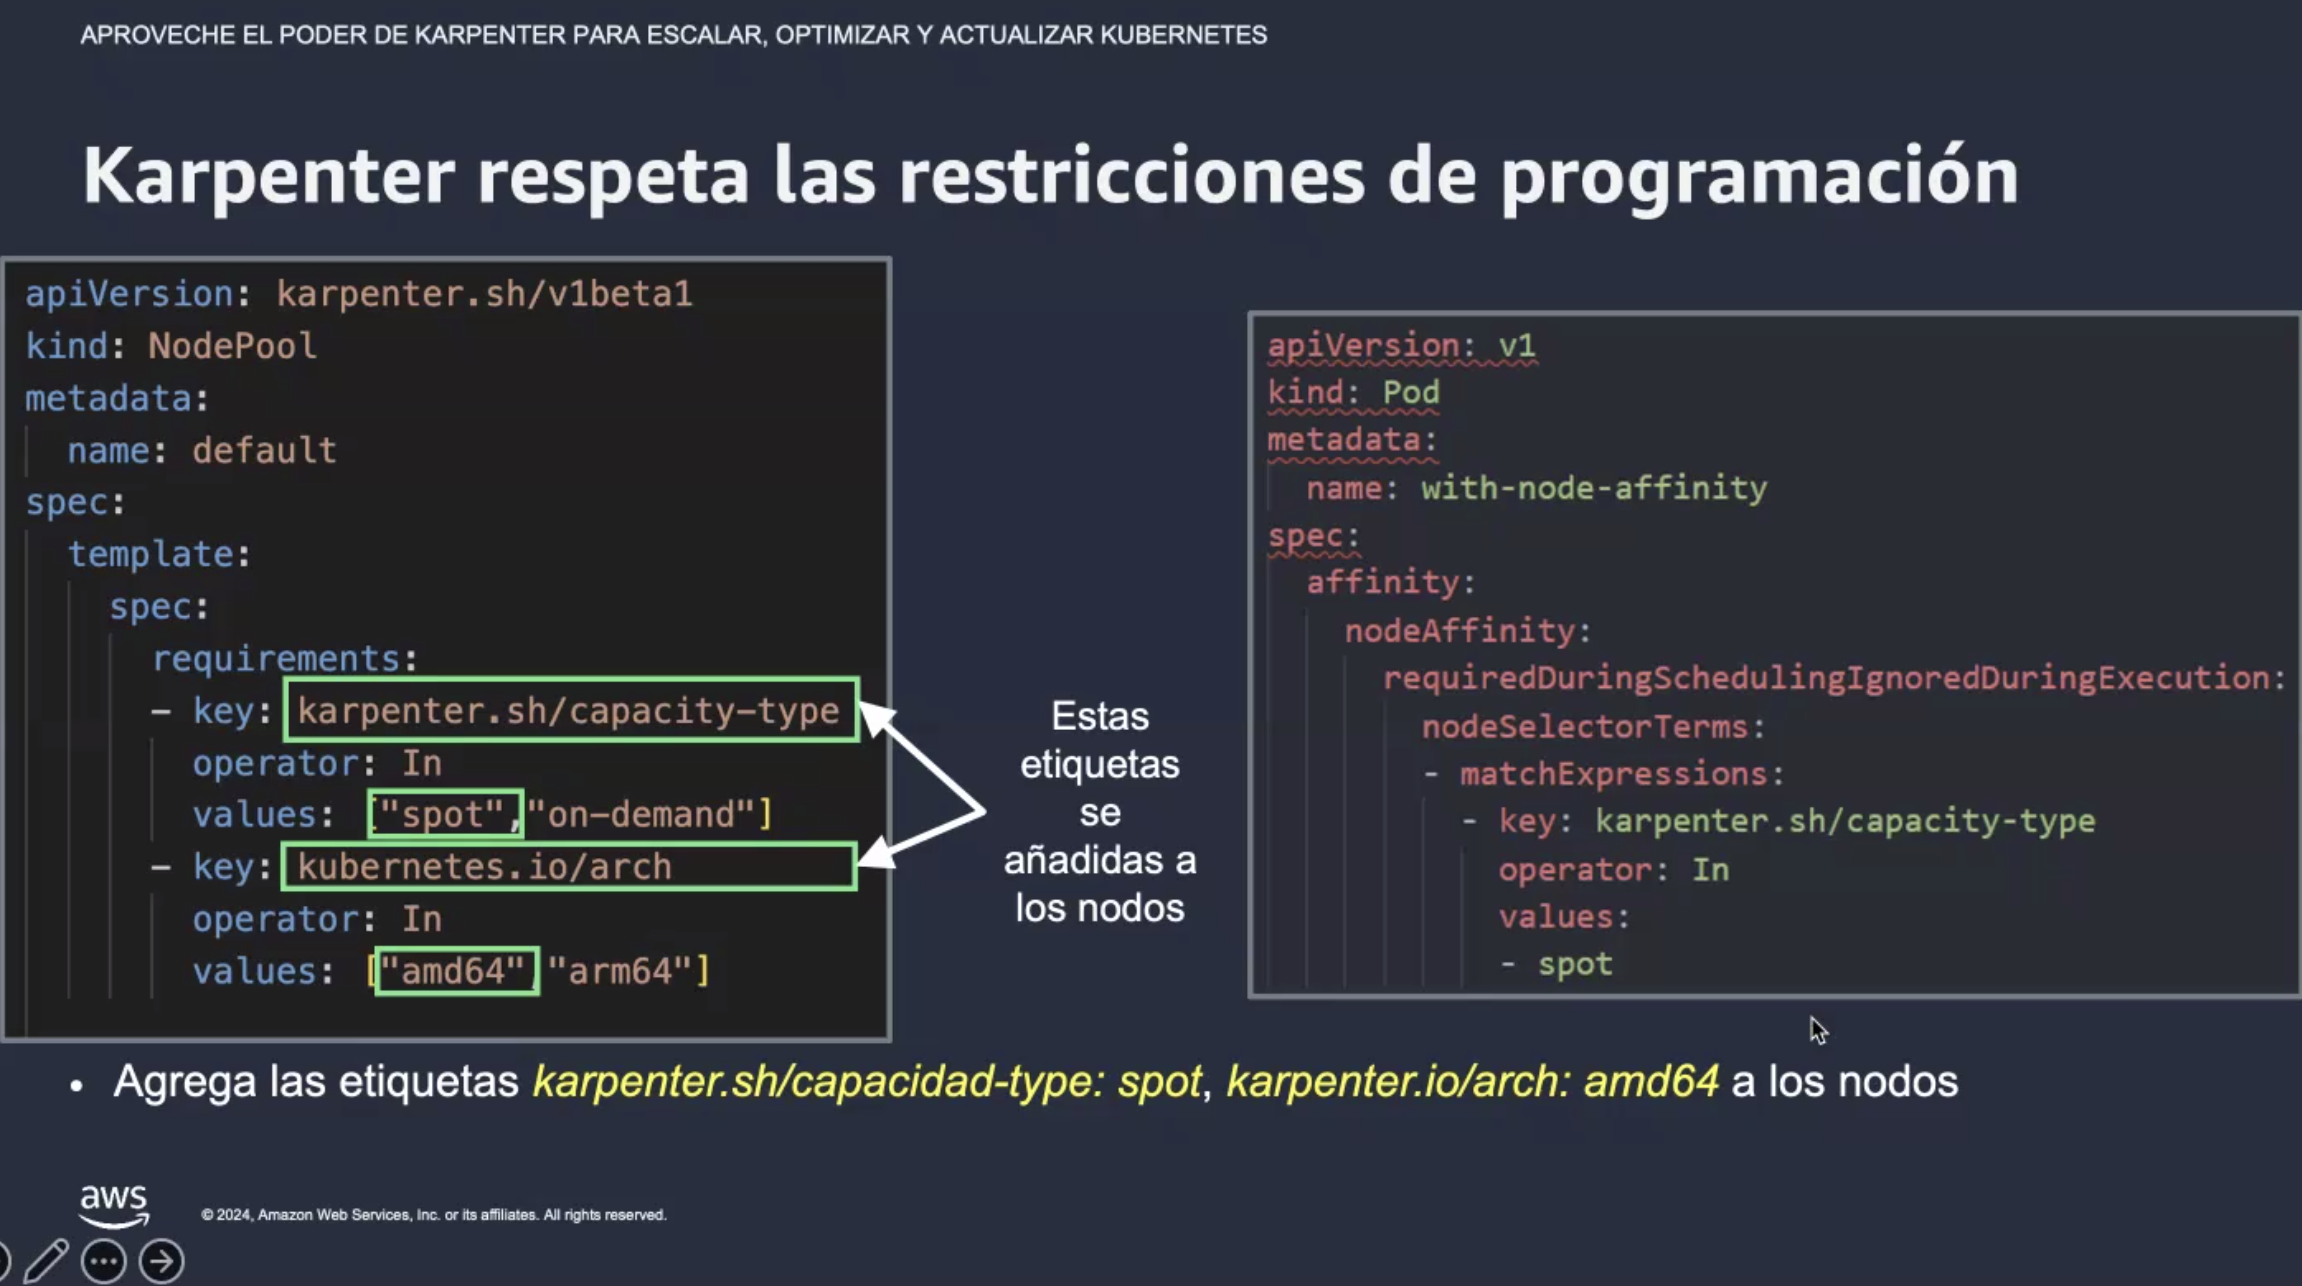 APROVECHE EL PODER DE KARPENTER PARA ESCALAR, OPTIMIZAR Y ACTUALIZAR KUBERNETES
Karpenter respeta las restricciones de programación
apiVersion: karpenter.sh/v1beta1
kind: NodePool
metadata:
name: default
spec:
template:
spec:
requirements:
- key: karpenter.sh/capacity-type
operator: In
values: ["spot","on-demand"]
- key: kubernetes.io/arch
operator: In
values: ["amd64", "arm64"]
Estas
etiquetas
se
añadidas a
los nodos
apiVersion: v1
kind: Pod
metadata:
name: with-node-affinity
spec:
affinity:
nodeAffinity:
requiredDuringSchedulingIgnoredDuringExecution:
nodeSelectorTerms:
- matchExpressions:
- key: karpenter.sh/capacity-type
operator: In
values:
- spot
• Agrega las etiquetas karpenter.sh/capacidad-type: spot, karpenter.io/arch: amd64 a los nodos
aws
© 2024, Amazon Web Services, Inc. or its affiliates. All rights reserved.